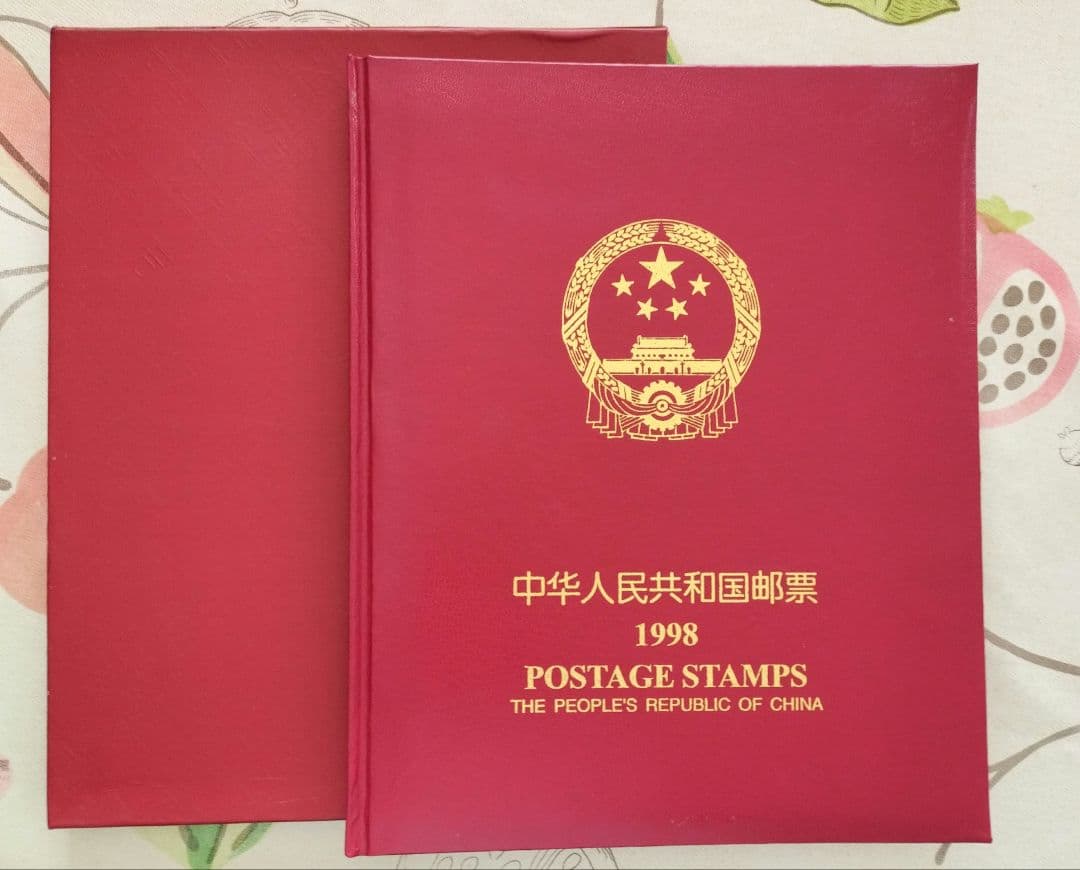 中华人民共和国邮票
1998
POSTAGE STAMPS
THE PEOPLE'S REPUBLIC OF CHINA